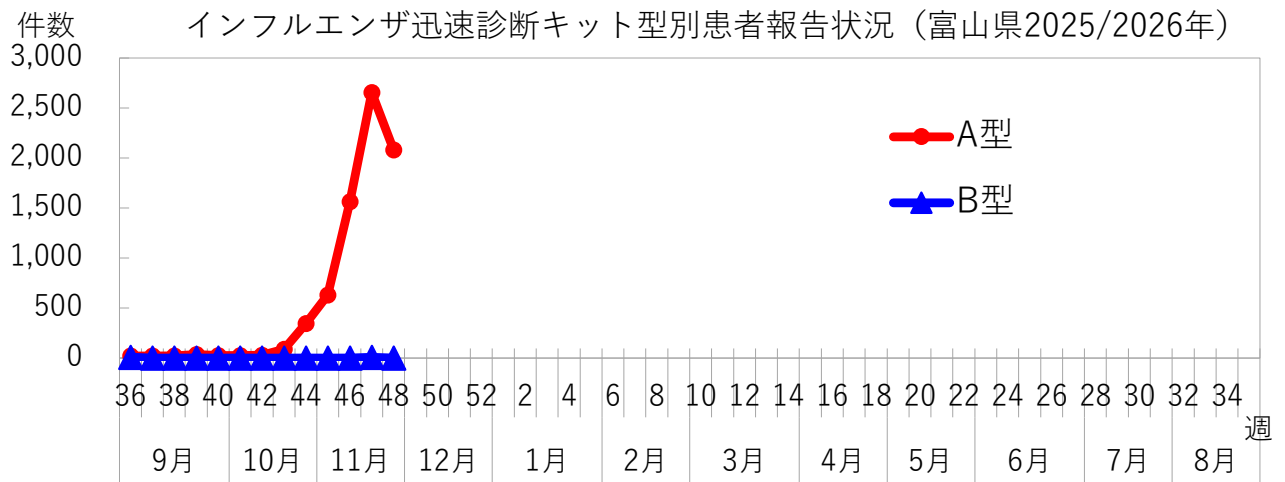 件数
インフルエンザ迅速診断キット型別患者報告状況（富山県2025/2026年）
3,000
2,500
2,000
1,500
1,000
500
0
A型
B型
36 38 40 42 44 46 48 50 52 2 4 6 8 10 12 14 16 18 20 22 24 26 28 30 32 34
週
9月 10月 11月 12月 1月 2月 3月 4月 5月 6月 7月 8月